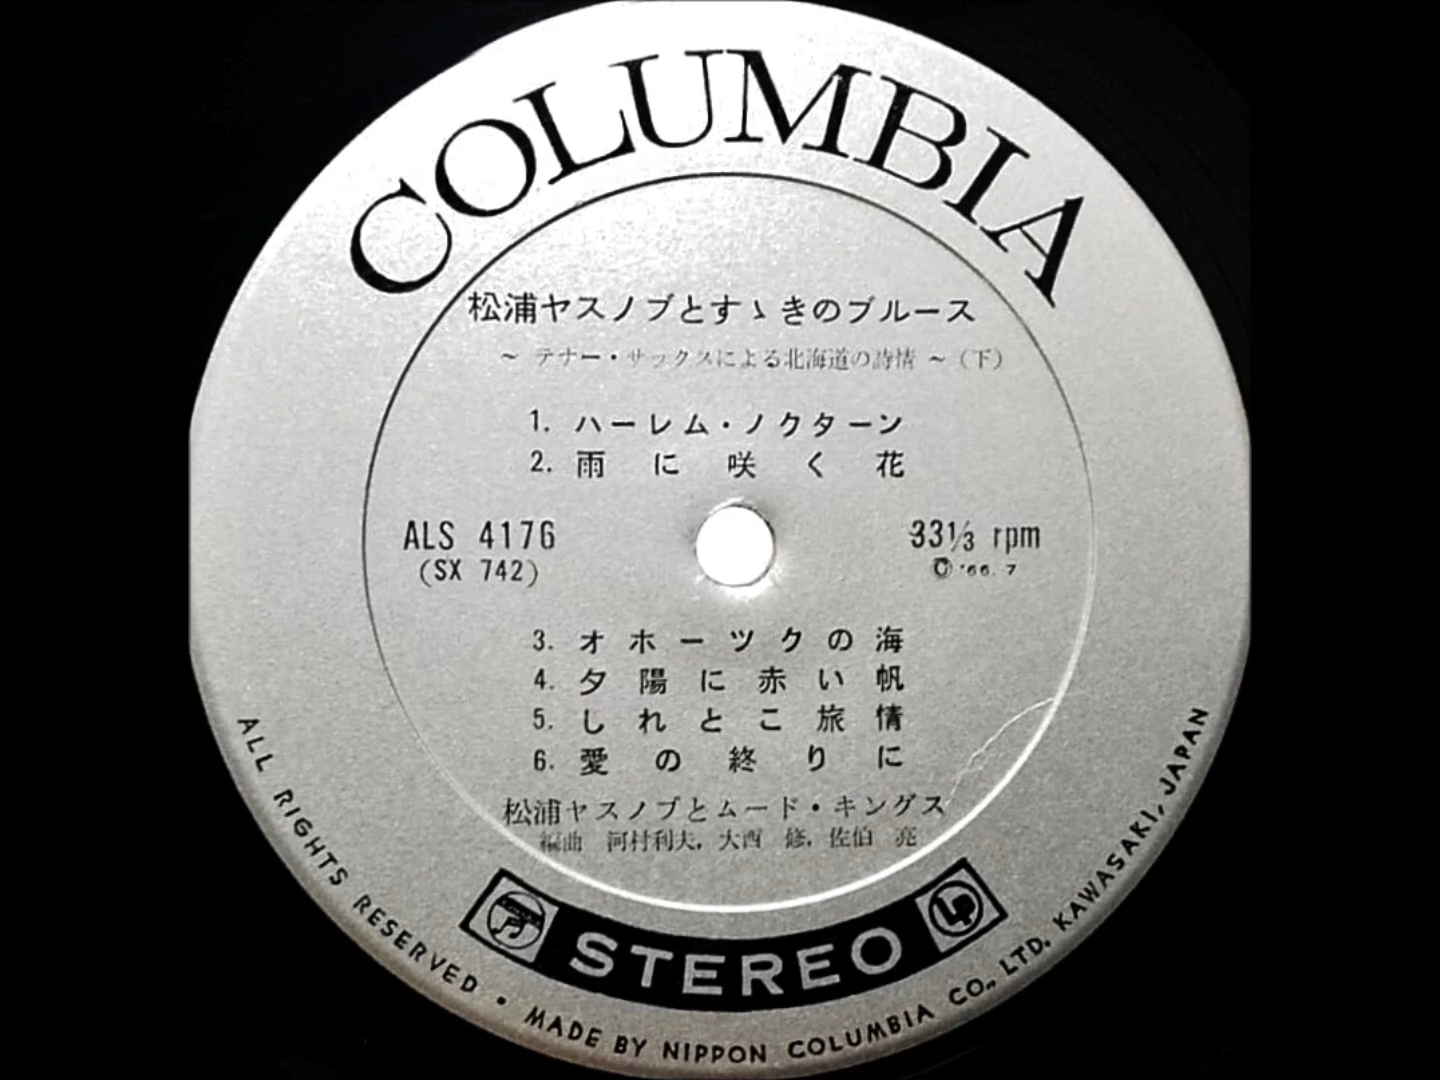 COLUMBIA
松浦ヤスノブとすゝきのブルース
~ テナー・サックスによる北海道の詩情 ~ (下)
1. ハーレム・ノクターン
2. 雨に咲く花
ALS 4176
(SX 742)
33⅓ rpm
Ⓒ '66. 7
3. オホーツクの海
4. 夕陽に赤い帆
5. しれとこ旅情
6. 愛の終りに
松浦ヤスノブとムード・キングス
編曲 河村利夫, 大西 修, 佐伯 亮
STEREO
LP
ALL RIGHTS RESERVED • MADE BY NIPPON COLUMBIA CO., LTD. KAWASAKI, JAPAN